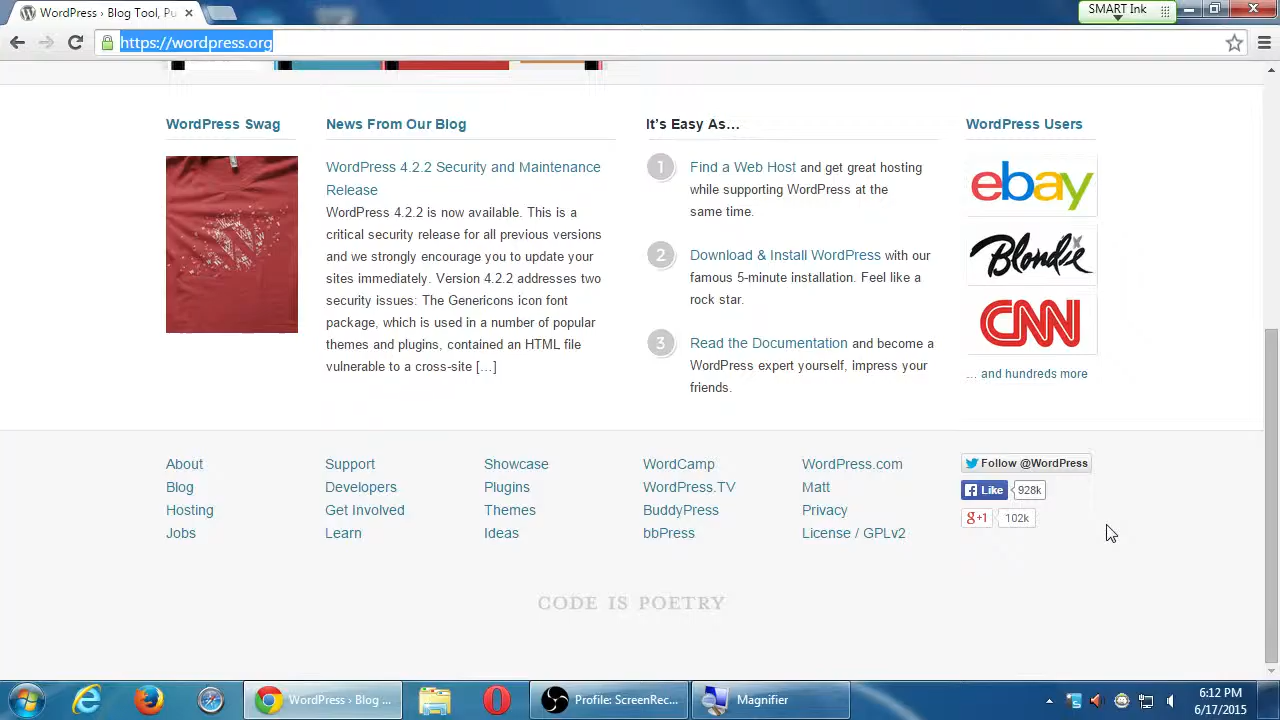 WordPress › Blog Tool, Pu
SMART Ink
https://wordpress.org
WordPress Swag
News From Our Blog
WordPress 4.2.2 Security and Maintenance
Release
WordPress 4.2.2 is now available. This is a
critical security release for all previous versions
and we strongly encourage you to update your
sites immediately. Version 4.2.2 addresses two
security issues: The Genericons icon font
package, which is used in a number of popular
themes and plugins, contained an HTML file
vulnerable to a cross-site […]
It’s Easy As…
1
Find a Web Host and get great hosting
while supporting WordPress at the
same time.
2
Download & Install WordPress with our
famous 5-minute installation. Feel like a
rock star.
3
Read the Documentation and become a
WordPress expert yourself, impress your
friends.
WordPress Users
ebay
Blondie
CNN
… and hundreds more
About
Blog
Hosting
Jobs
Support
Developers
Get Involved
Learn
Showcase
Plugins
Themes
Ideas
WordCamp
WordPress.TV
BuddyPress
bbPress
WordPress.com
Matt
Privacy
License / GPLv2
Follow @WordPress
Like 928k
g+1 102k
CODE IS POETRY
WordPress › Blog ...
Profile: ScreenRec...
Magnifier
6:12 PM
6/17/2015